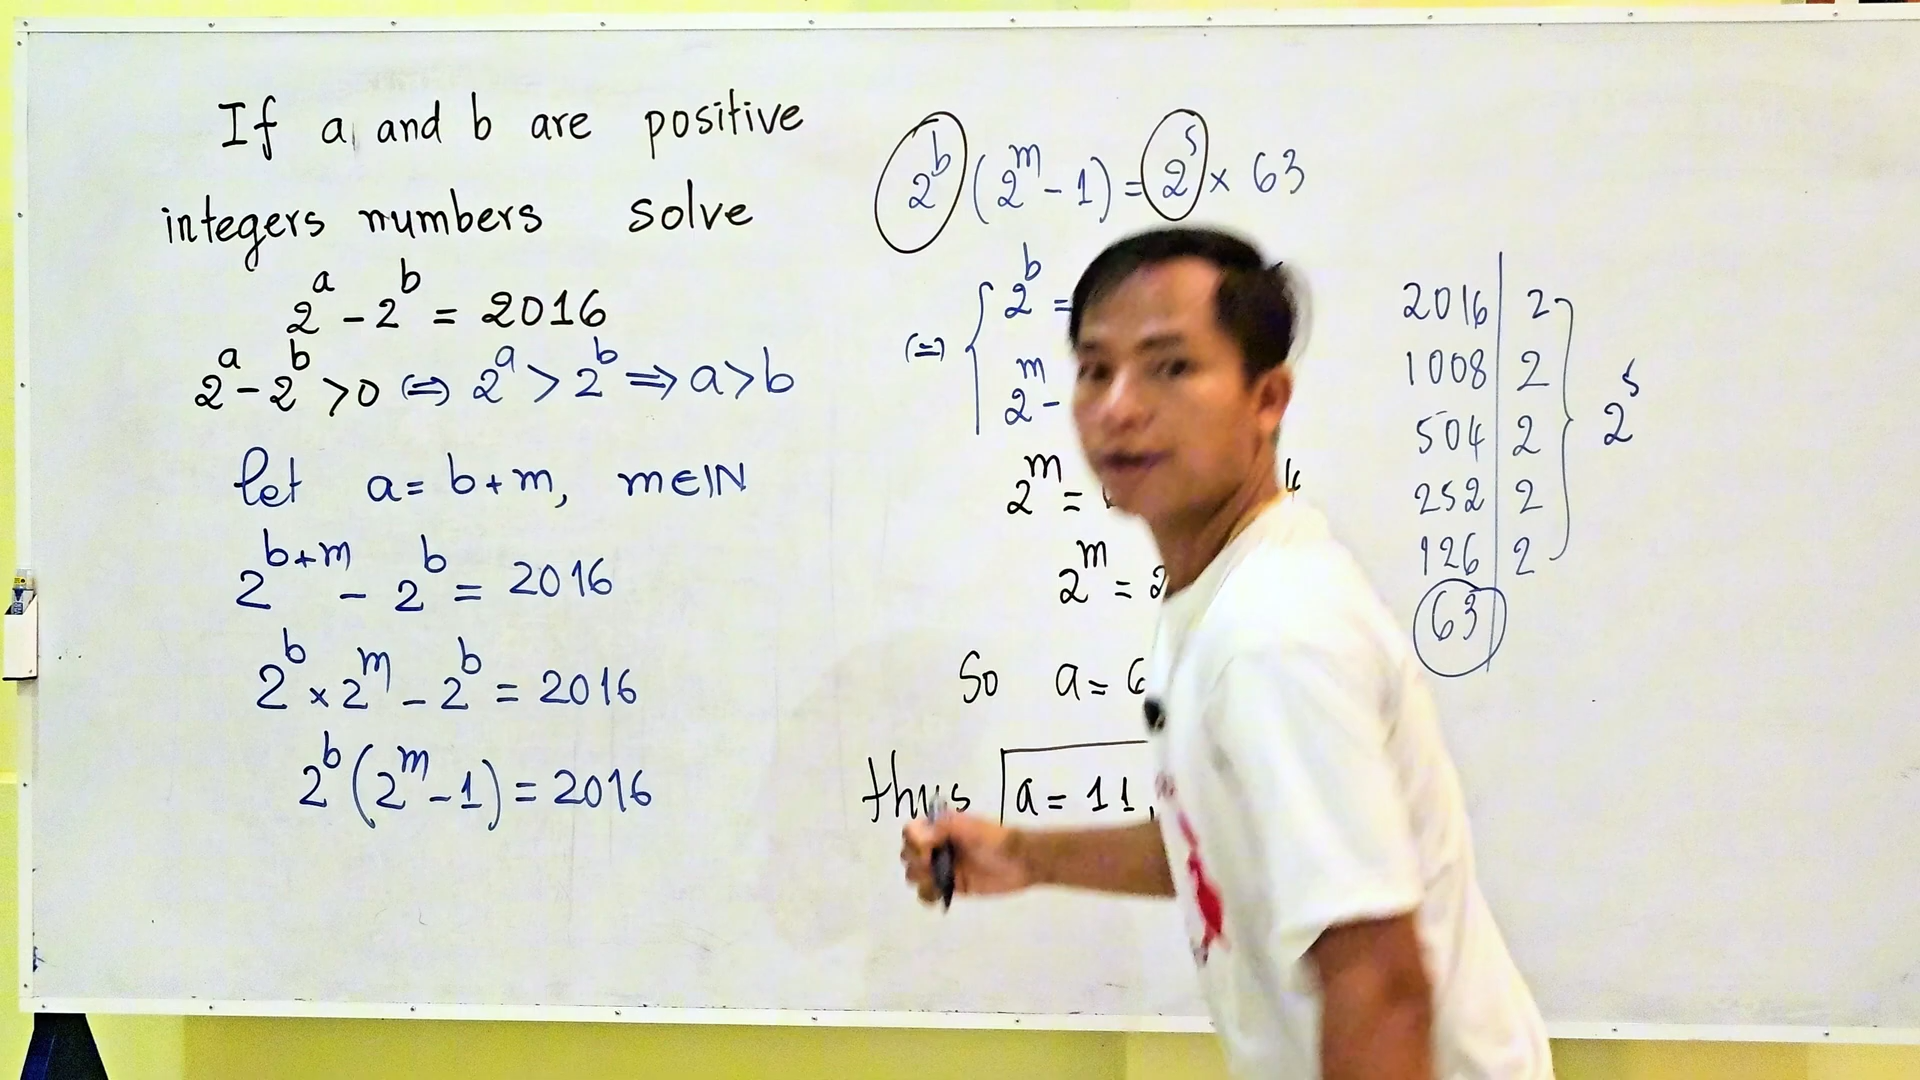 If a and b are positive
integers numbers solve
2^a - 2^b = 2016
2^a - 2^b > 0 (=) 2^a > 2^b => a > b
let a = b + m, m ∈ IN
2^{b+m} - 2^b = 2016
2^b × 2^m - 2^b = 2016
2^b (2^m - 1) = 2016
2^b (2^m - 1) = 2^5 × 63
(=) { 2^b =
2^m -
2^m =
2^m = 2
So a = 6
thus a = 11,
2016 | 2
1008 | 2
504 | 2
252 | 2
126 | 2
63
2^5